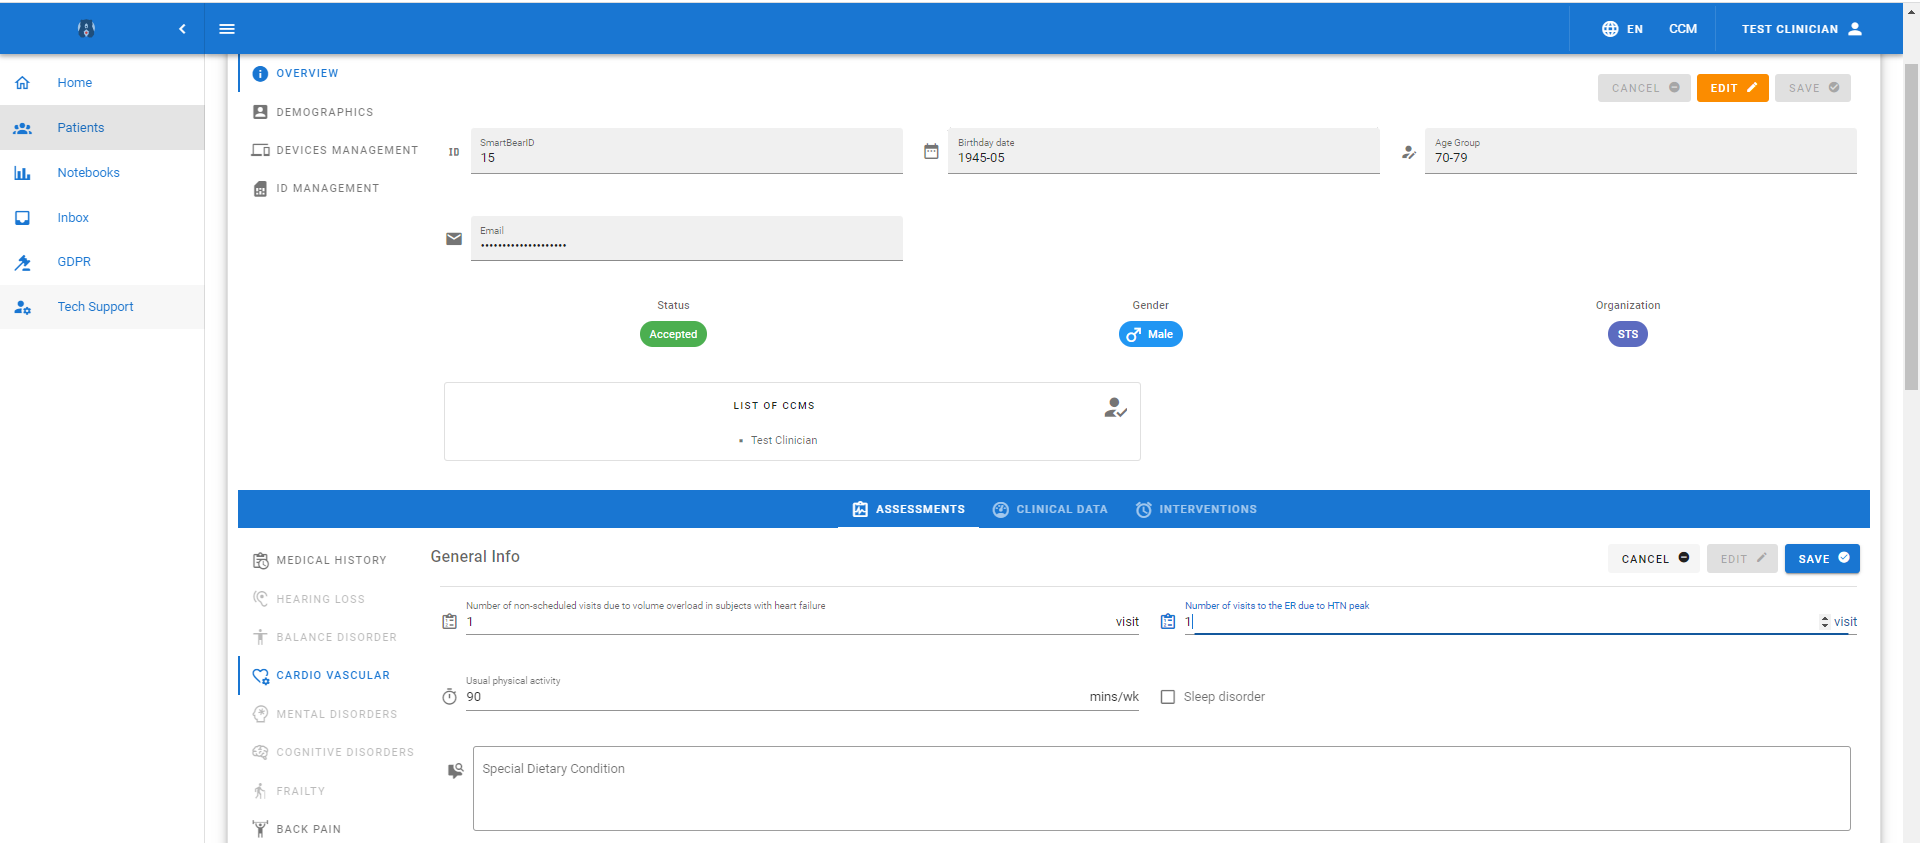 EN
CCM
TEST CLINICIAN
Home
Patients
Notebooks
Inbox
GDPR
Tech Support
OVERVIEW
DEMOGRAPHICS
DEVICES MANAGEMENT
ID MANAGEMENT
CANCEL
EDIT
SAVE
ID
SmartBearID
15
Birthday date
1945-05
Age Group
70-79
Email
••••••••••••••••••••
Status
Accepted
Gender
Male
Organization
STS
LIST OF CCMS
• Test Clinician
ASSESSMENTS
CLINICAL DATA
INTERVENTIONS
MEDICAL HISTORY
HEARING LOSS
BALANCE DISORDER
CARDIO VASCULAR
MENTAL DISORDERS
COGNITIVE DISORDERS
FRAILTY
BACK PAIN
General Info
CANCEL
EDIT
SAVE
Number of non-scheduled visits due to volume overload in subjects with heart failure
1 visit
Number of visits to the ER due to HTN peak
1 visit
Usual physical activity
90 mins/wk
Sleep disorder
Special Dietary Condition